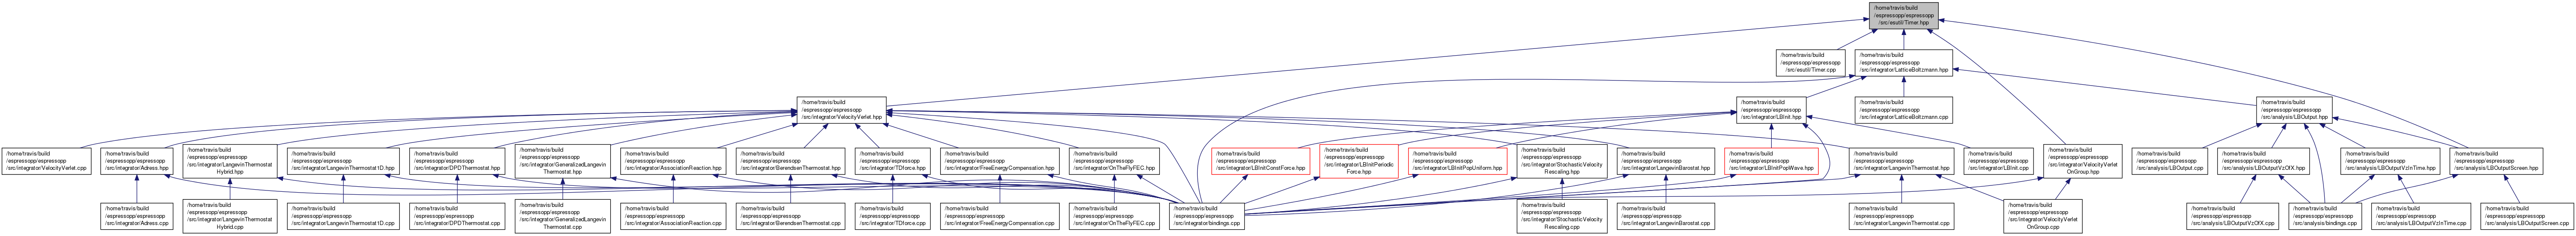 /home/travis/build
/espressopp/espressopp
/src/esutil/Timer.hpp
/home/travis/build
/espressopp/espressopp
/src/esutil/Timer.cpp
/home/travis/build
/espressopp/espressopp
/src/integrator/LatticeBoltzmann.hpp
/home/travis/build
/espressopp/espressopp
/src/integrator/VelocityVerlet.hpp
/home/travis/build
/espressopp/espressopp
/src/integrator/LBInit.hpp
/home/travis/build
/espressopp/espressopp
/src/integrator/LatticeBoltzmann.cpp
/home/travis/build
/espressopp/espressopp
/src/analysis/LBOutput.hpp
/home/travis/build
/espressopp/espressopp
/src/integrator/VelocityVerlet.cpp
/home/travis/build
/espressopp/espressopp
/src/integrator/Adress.hpp
/home/travis/build
/espressopp/espressopp
/src/integrator/LangevinThermostat
Hybrid.hpp
/home/travis/build
/espressopp/espressopp
/src/integrator/LangevinThermostat1D.hpp
/home/travis/build
/espressopp/espressopp
/src/integrator/DPDThermostat.hpp
/home/travis/build
/espressopp/espressopp
/src/integrator/GeneralizedLangevin
Thermostat.hpp
/home/travis/build
/espressopp/espressopp
/src/integrator/AssociationReaction.hpp
/home/travis/build
/espressopp/espressopp
/src/integrator/BerendsenThermostat.hpp
/home/travis/build
/espressopp/espressopp
/src/integrator/TDforce.hpp
/home/travis/build
/espressopp/espressopp
/src/integrator/FreeEnergyCompensation.hpp
/home/travis/build
/espressopp/espressopp
/src/integrator/OnTheFlyFEC.hpp
/home/travis/build
/espressopp/espressopp
/src/integrator/LBInitConstForce.hpp
/home/travis/build
/espressopp/espressopp
/src/integrator/LBInitPeriodic
Force.hpp
/home/travis/build
/espressopp/espressopp
/src/integrator/LBInitPopUniform.hpp
/home/travis/build
/espressopp/espressopp
/src/integrator/StochasticVelocity
Rescaling.hpp
/home/travis/build
/espressopp/espressopp
/src/integrator/LangevinBarostat.hpp
/home/travis/build
/espressopp/espressopp
/src/integrator/LBInitPopWave.hpp
/home/travis/build
/espressopp/espressopp
/src/integrator/LangevinThermostat.hpp
/home/travis/build
/espressopp/espressopp
/src/integrator/LBInit.cpp
/home/travis/build
/espressopp/espressopp
/src/integrator/VelocityVerlet
OnGroup.hpp
/home/travis/build
/espressopp/espressopp
/src/analysis/LBOutput.cpp
/home/travis/build
/espressopp/espressopp
/src/analysis/LBOutputVzOfX.hpp
/home/travis/build
/espressopp/espressopp
/src/analysis/LBOutputVzInTime.hpp
/home/travis/build
/espressopp/espressopp
/src/analysis/LBOutputScreen.hpp
/home/travis/build
/espressopp/espressopp
/src/integrator/Adress.cpp
/home/travis/build
/espressopp/espressopp
/src/integrator/LangevinThermostat
Hybrid.cpp
/home/travis/build
/espressopp/espressopp
/src/integrator/LangevinThermostat1D.cpp
/home/travis/build
/espressopp/espressopp
/src/integrator/DPDThermostat.cpp
/home/travis/build
/espressopp/espressopp
/src/integrator/GeneralizedLangevin
Thermostat.cpp
/home/travis/build
/espressopp/espressopp
/src/integrator/AssociationReaction.cpp
/home/travis/build
/espressopp/espressopp
/src/integrator/BerendsenThermostat.cpp
/home/travis/build
/espressopp/espressopp
/src/integrator/TDforce.cpp
/home/travis/build
/espressopp/espressopp
/src/integrator/FreeEnergyCompensation.cpp
/home/travis/build
/espressopp/espressopp
/src/integrator/OnTheFlyFEC.cpp
/home/travis/build
/espressopp/espressopp
/src/integrator/bindings.cpp
/home/travis/build
/espressopp/espressopp
/src/integrator/StochasticVelocity
Rescaling.cpp
/home/travis/build
/espressopp/espressopp
/src/integrator/LangevinBarostat.cpp
/home/travis/build
/espressopp/espressopp
/src/integrator/LangevinThermostat.cpp
/home/travis/build
/espressopp/espressopp
/src/integrator/VelocityVerlet
OnGroup.cpp
/home/travis/build
/espressopp/espressopp
/src/analysis/LBOutputVzOfX.cpp
/home/travis/build
/espressopp/espressopp
/src/analysis/bindings.cpp
/home/travis/build
/espressopp/espressopp
/src/analysis/LBOutputVzInTime.cpp
/home/travis/build
/espressopp/espressopp
/src/analysis/LBOutputScreen.cpp